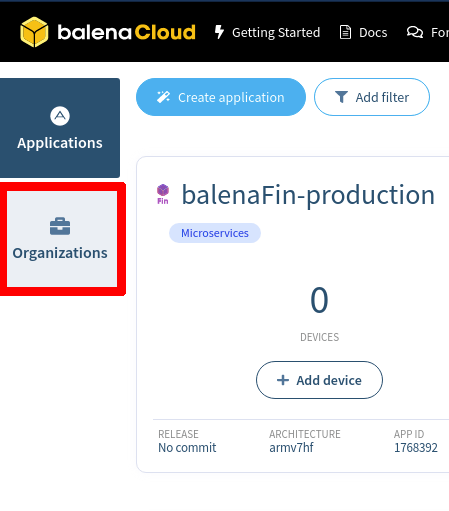 balenaCloud Getting Started Docs
Applications
Organizations
Create application Add filter
Fin balenaFin-production
Microservices
0
DEVICES
Add device
RELEASE ARCHITECTURE APP ID
No commit armv7hf 1768392